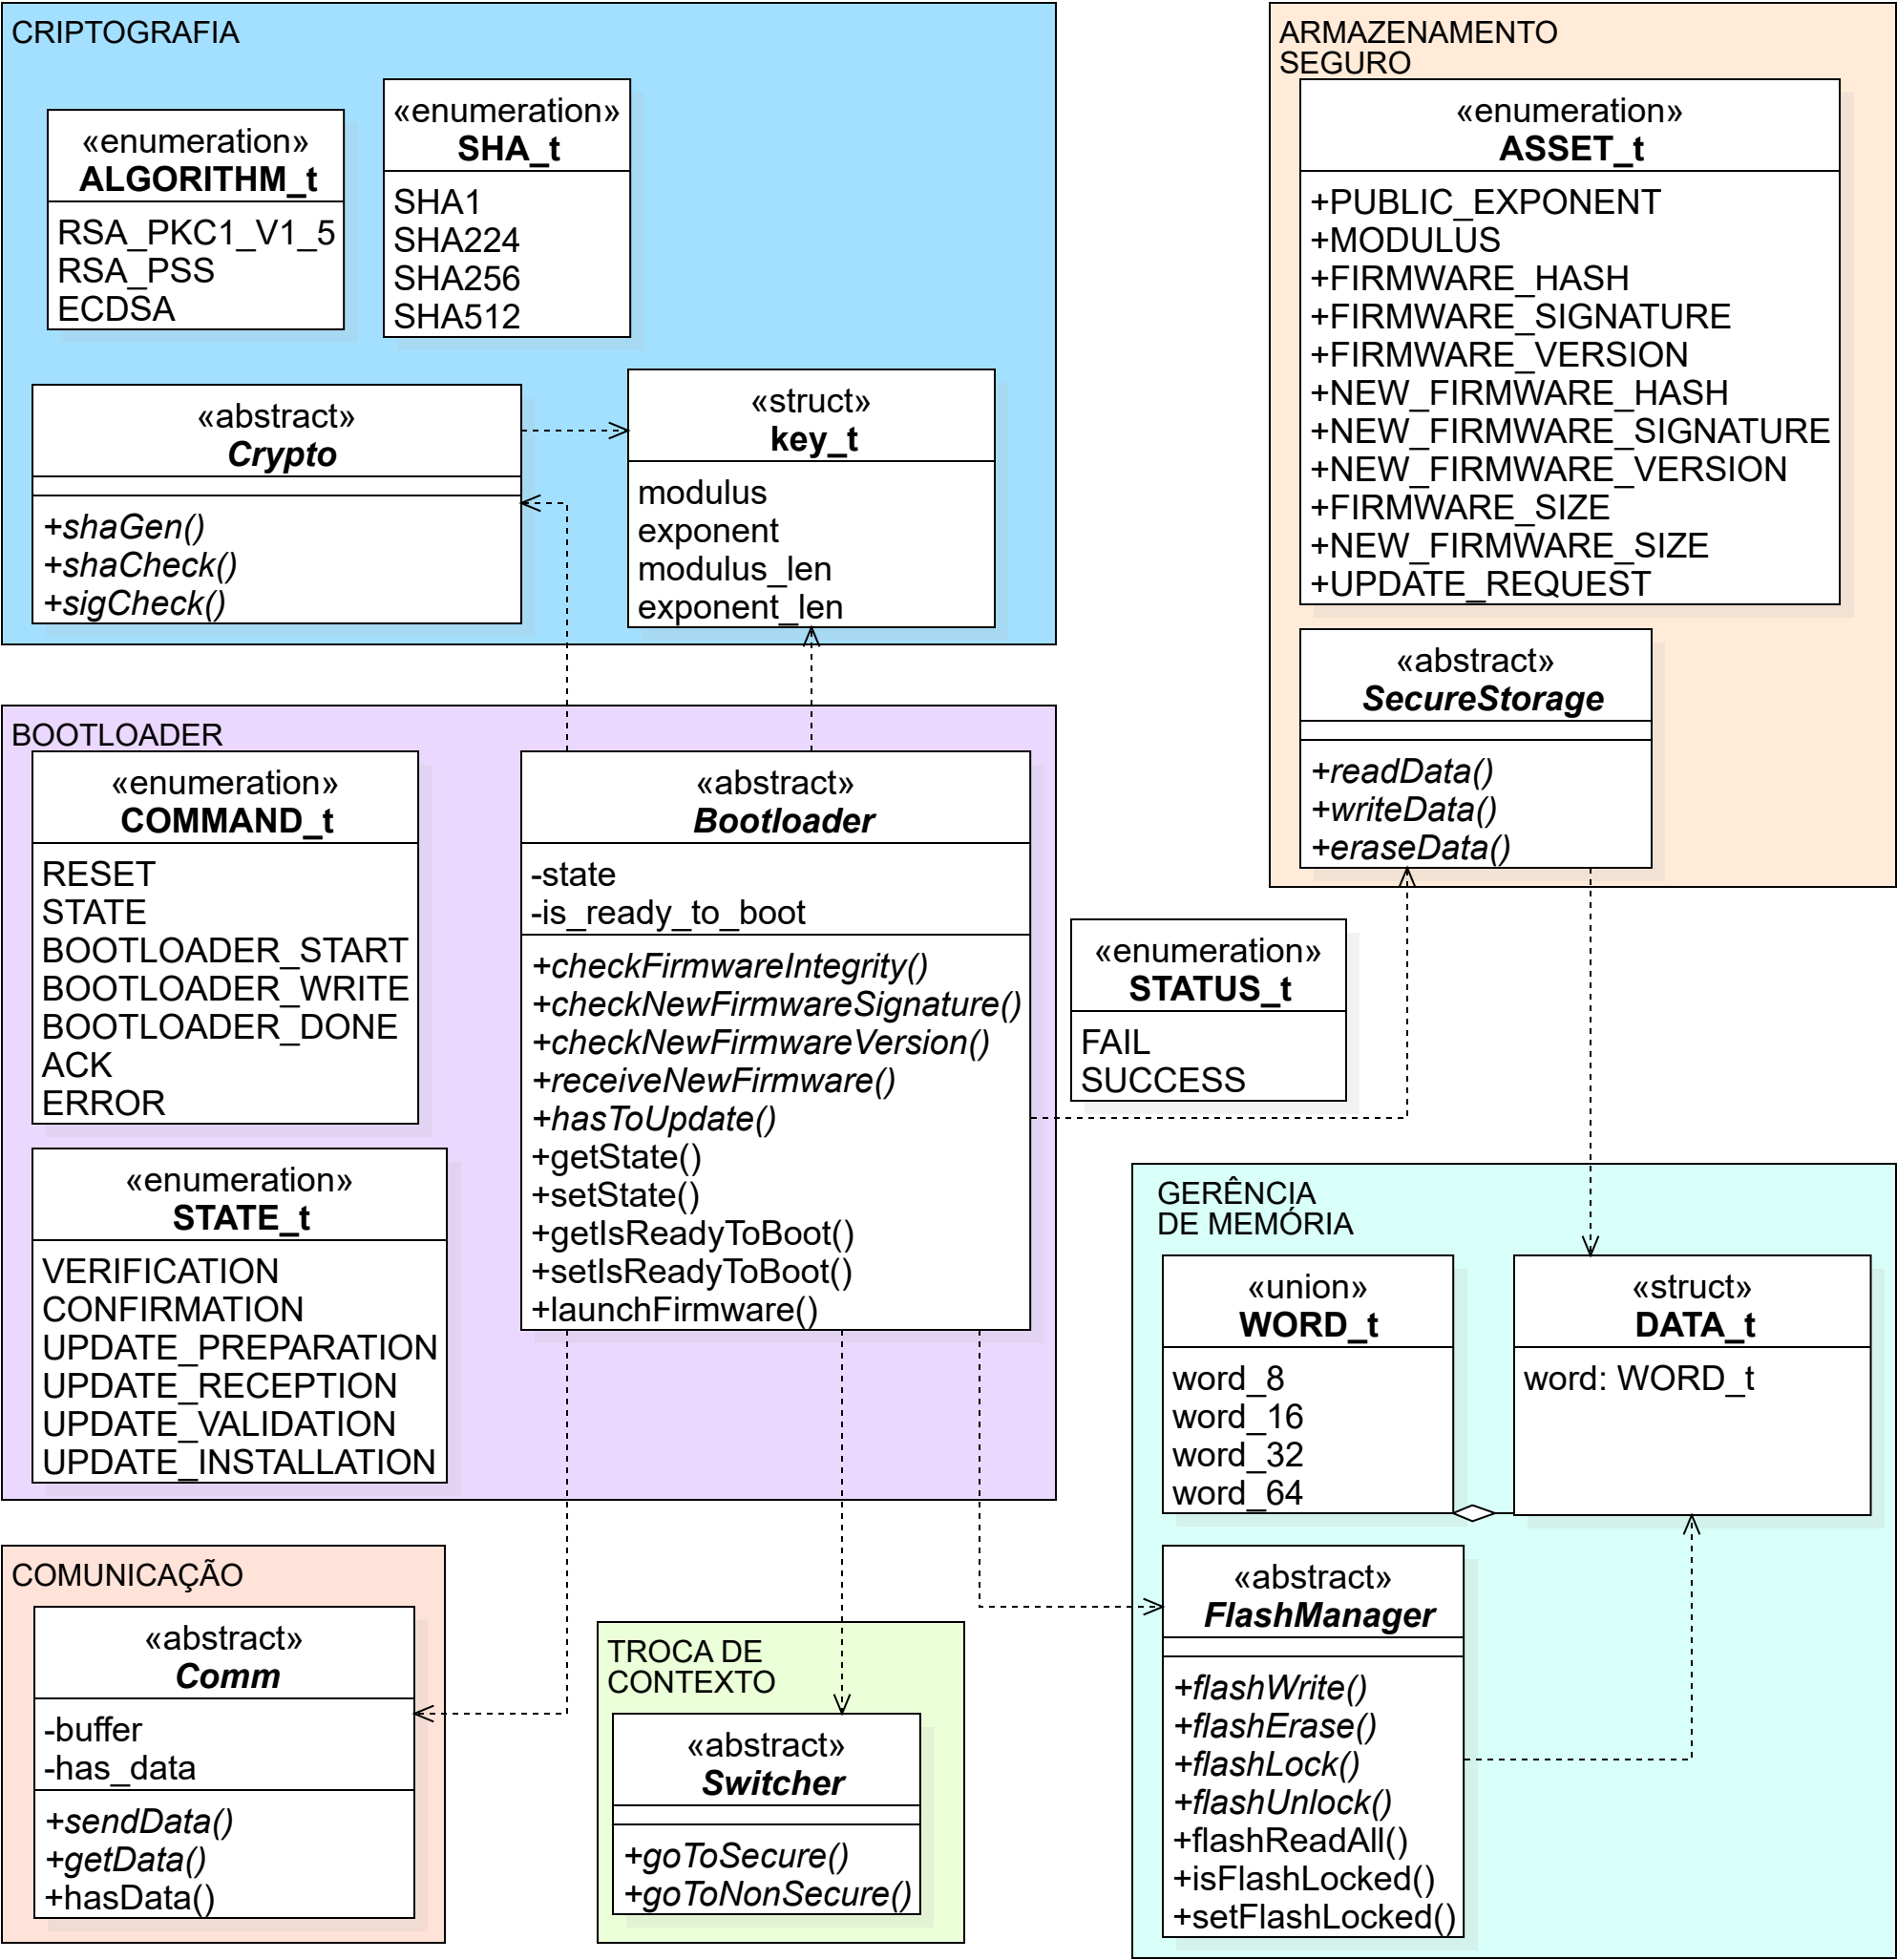 CRIPTOGRAFIA
«enumeration»
ALGORITHM_t
RSA_PKC1_V1_5
RSA_PSS
ECDSA
«enumeration»
SHA_t
SHA1
SHA224
SHA256
SHA512
«abstract»
Crypto
+shaGen()
+shaCheck()
+sigCheck()
«struct»
key_t
modulus
exponent
modulus_len
exponent_len
ARMAZENAMENTO
SEGURO
«enumeration»
ASSET_t
+PUBLIC_EXPONENT
+MODULUS
+FIRMWARE_HASH
+FIRMWARE_SIGNATURE
+FIRMWARE_VERSION
+NEW_FIRMWARE_HASH
+NEW_FIRMWARE_SIGNATURE
+NEW_FIRMWARE_VERSION
+FIRMWARE_SIZE
+NEW_FIRMWARE_SIZE
+UPDATE_REQUEST
«abstract»
SecureStorage
+readData()
+writeData()
+eraseData()
BOOTLOADER
«enumeration»
COMMAND_t
RESET
STATE
BOOTLOADER_START
BOOTLOADER_WRITE
BOOTLOADER_DONE
ACK
ERROR
«enumeration»
STATE_t
VERIFICATION
CONFIRMATION
UPDATE_PREPARATION
UPDATE_RECEPTION
UPDATE_VALIDATION
UPDATE_INSTALLATION
«abstract»
Bootloader
-state
-is_ready_to_boot
+checkFirmwareIntegrity()
+checkNewFirmwareSignature()
+checkNewFirmwareVersion()
+receiveNewFirmware()
+hasToUpdate()
+getState()
+setState()
+getIsReadyToBoot()
+setIsReadyToBoot()
+launchFirmware()
«enumeration»
STATUS_t
FAIL
SUCCESS
GERÊNCIA
DE MEMÓRIA
«union»
WORD_t
word_8
word_16
word_32
word_64
«struct»
DATA_t
word: WORD_t
«abstract»
FlashManager
+flashWrite()
+flashErase()
+flashLock()
+flashUnlock()
+flashReadAll()
+isFlashLocked()
+setFlashLocked()
COMUNICAÇÃO
«abstract»
Comm
-buffer
-has_data
+sendData()
+getData()
+hasData()
TROCA DE
CONTEXTO
«abstract»
Switcher
+goToSecure()
+goToNonSecure()